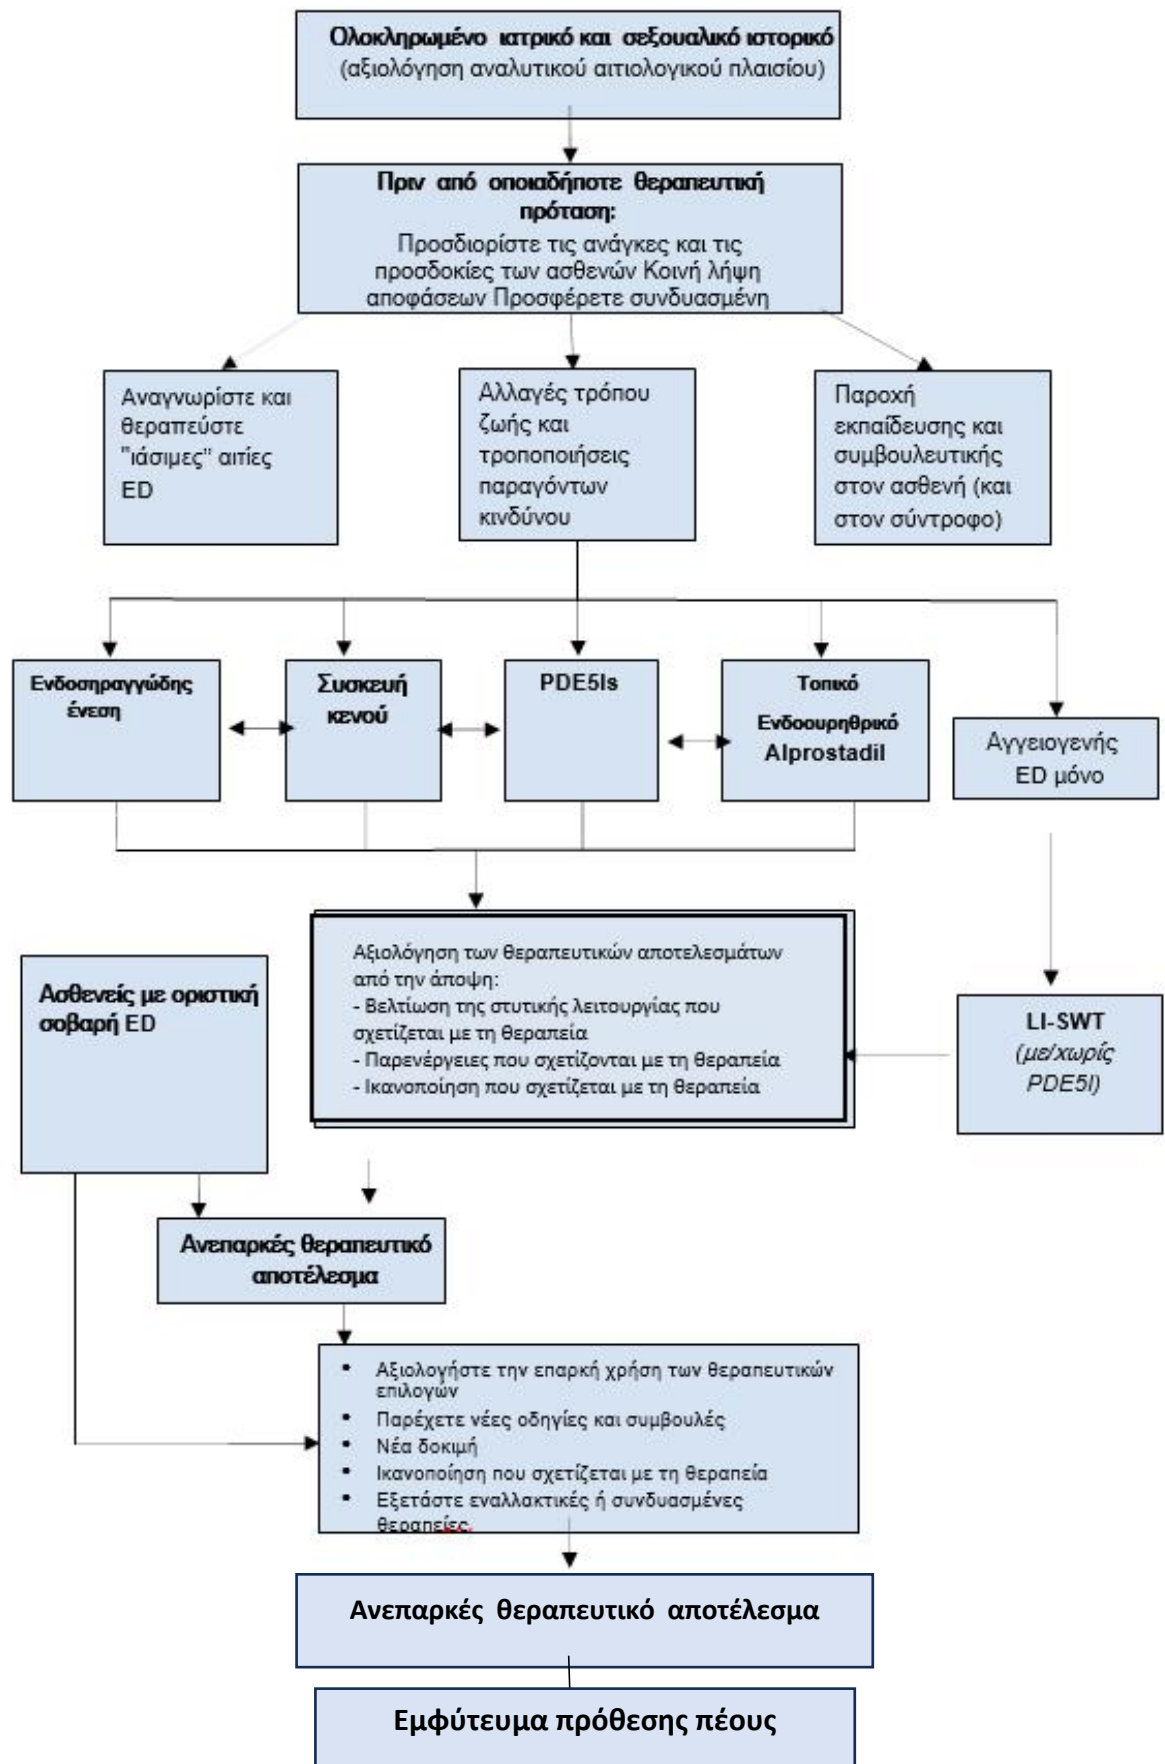 Ολοκληρωμένο ιατρικό και σεξουαλικό ιστορικό
(αξιολόγηση αναλυτικού αιτιολογικού πλαισίου)
Πριν από οποιαδήποτε θεραπευτική
πρόταση:
Προσδιορίστε τις ανάγκες και τις
προσδοκίες των ασθενών Κοινή λήψη
αποφάσεων Προσφέρετε συνδυασμένη
Αναγνωρίστε και
θεραπεύστε
"ιάσιμες" αιτίες
ED
Αλλαγές τρόπου
ζωής και
τροποποιήσεις
παραγόντων
κινδύνου
Παροχή
εκπαίδευσης και
συμβουλευτικής
στον ασθενή (και
στον σύντροφο)
Ενδοσηραγγώδης
ένεση
Συσκευή
κενού
PDE5Is
Τοπικό
Ενδοουρηθρικό
Alprostadil
Αγγειογενής
ED μόνο
Αξιολόγηση των θεραπευτικών αποτελεσμάτων
από την άποψη:
- Βελτίωση της στυτικής λειτουργίας που
σχετίζεται με τη θεραπεία
- Παρενέργειες που σχετίζονται με τη θεραπεία
- Ικανοποίηση που σχετίζεται με τη θεραπεία
Ασθενείς με οριστική
σοβαρή ED
LI-SWT
(με/χωρίς
PDE5I)
Ανεπαρκές θεραπευτικό
αποτέλεσμα
• Αξιολογήστε την επαρκή χρήση των θεραπευτικών
επιλογών
• Παρέχετε νέες οδηγίες και συμβουλές
• Νέα δοκιμή
• Ικανοποίηση που σχετίζεται με τη θεραπεία
• Εξετάστε εναλλακτικές ή συνδυασμένες
θεραπείες
Ανεπαρκές θεραπευτικό αποτέλεσμα
Εμφύτευμα πρόθεσης πέους